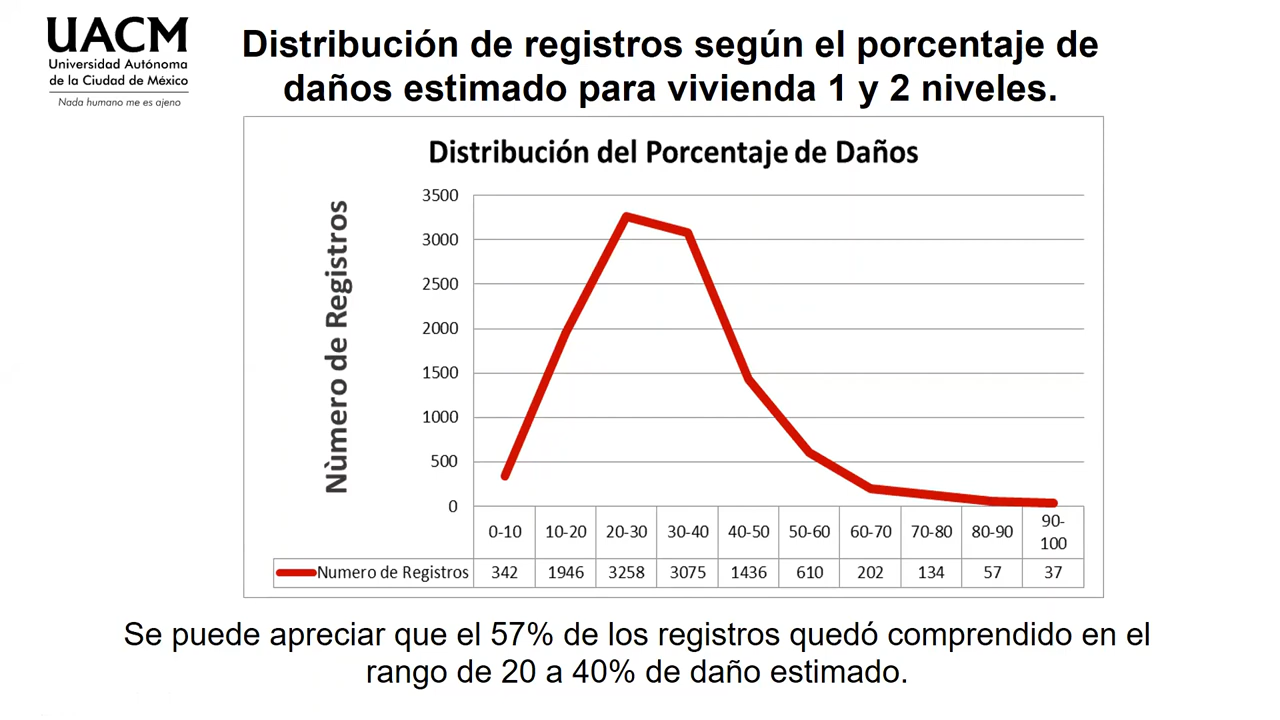 UACM
Universidad Autónoma
de la Ciudad de México
Nada humano me es ajeno
Distribución de registros según el porcentaje de
daños estimado para vivienda 1 y 2 niveles.
Distribución del Porcentaje de Daños
Nùmero de Registros
3500
3000
2500
2000
1500
1000
500
0
0-10 10-20 20-30 30-40 40-50 50-60 60-70 70-80 80-90 90-
100
Numero de Registros 342 1946 3258 3075 1436 610 202 134 57 37
Se puede apreciar que el 57% de los registros quedó comprendido en el
rango de 20 a 40% de daño estimado.